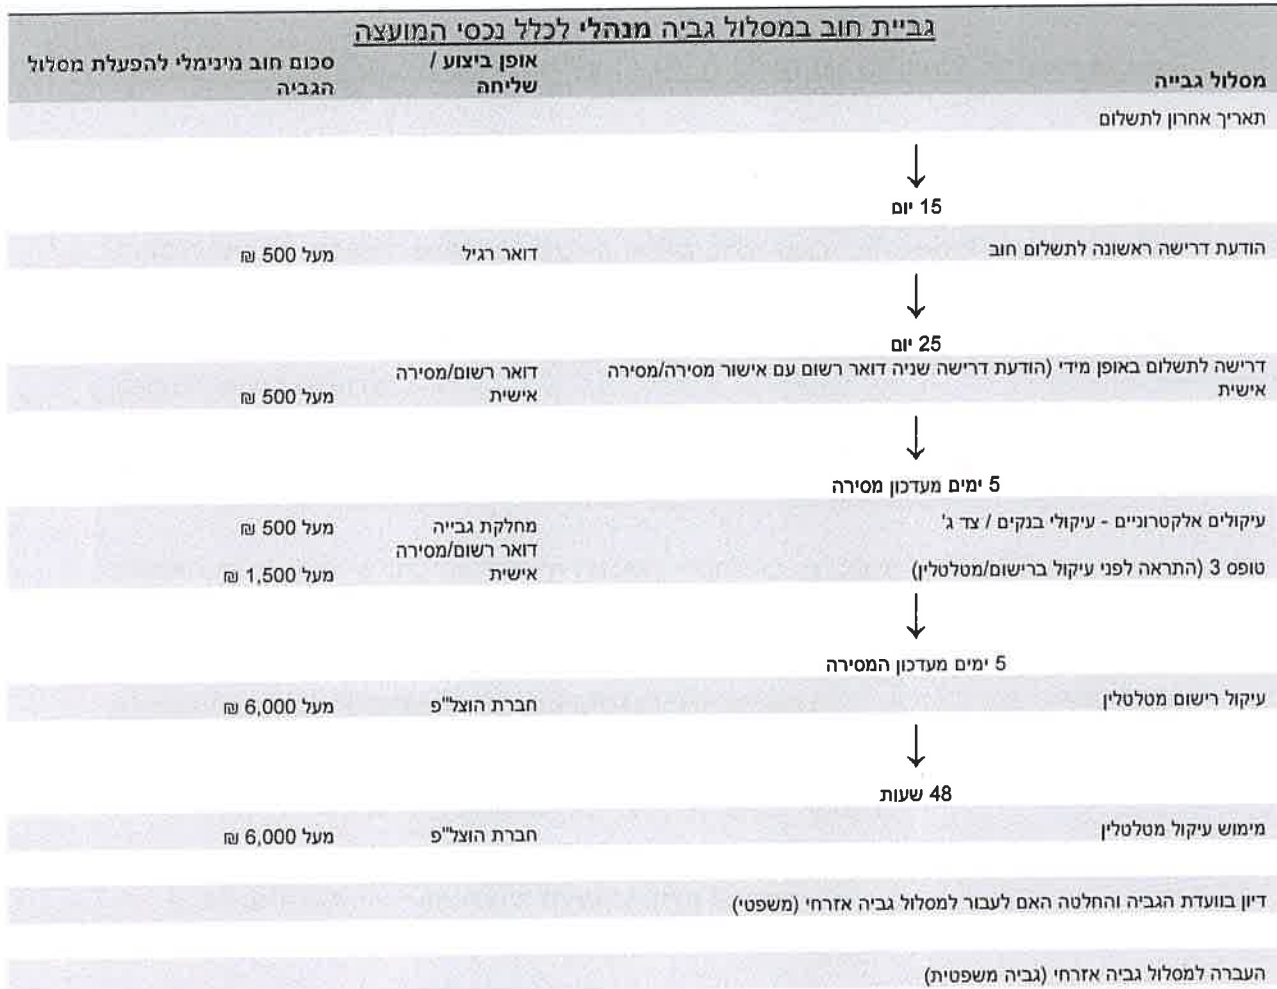 גביית חוב במסלול גביה מנהלי לכלל נכסי המועצה
מסלול גבייה אופן ביצוע / שליחה סכום חוב מינימלי להפעלת מסלול הגביה
תאריך אחרון לתשלום
↓
15 יום
הודעת דרישה ראשונה לתשלום חוב דואר רגיל מעל 500 ₪
↓
25 יום
דרישה לתשלום באופן מידי (הודעת דרישה שניה דואר רשום עם אישור מסירה/מסירה דואר רשום/מסירה
אישית אישית מעל 500 ₪
↓
5 ימים מעדכון מסירה
עיקולים אלקטרוניים - עיקולי בנקים / צד ג' מחלקת גבייה מעל 500 ₪
דואר רשום/מסירה
טופס 3 (התראה לפני עיקול ברישום/מטלטלין) אישית מעל 1,500 ₪
↓
5 ימים מעדכון המסירה
עיקול רישום מטלטלין חברת הוצל"פ מעל 6,000 ₪
↓
48 שעות
מימוש עיקול מטלטלין חברת הוצל"פ מעל 6,000 ₪
דיון בוועדת הגביה והחלטה האם לעבור למסלול גביה אזרחי (משפטי)
העברה למסלול גביה אזרחי (גביה משפטית)